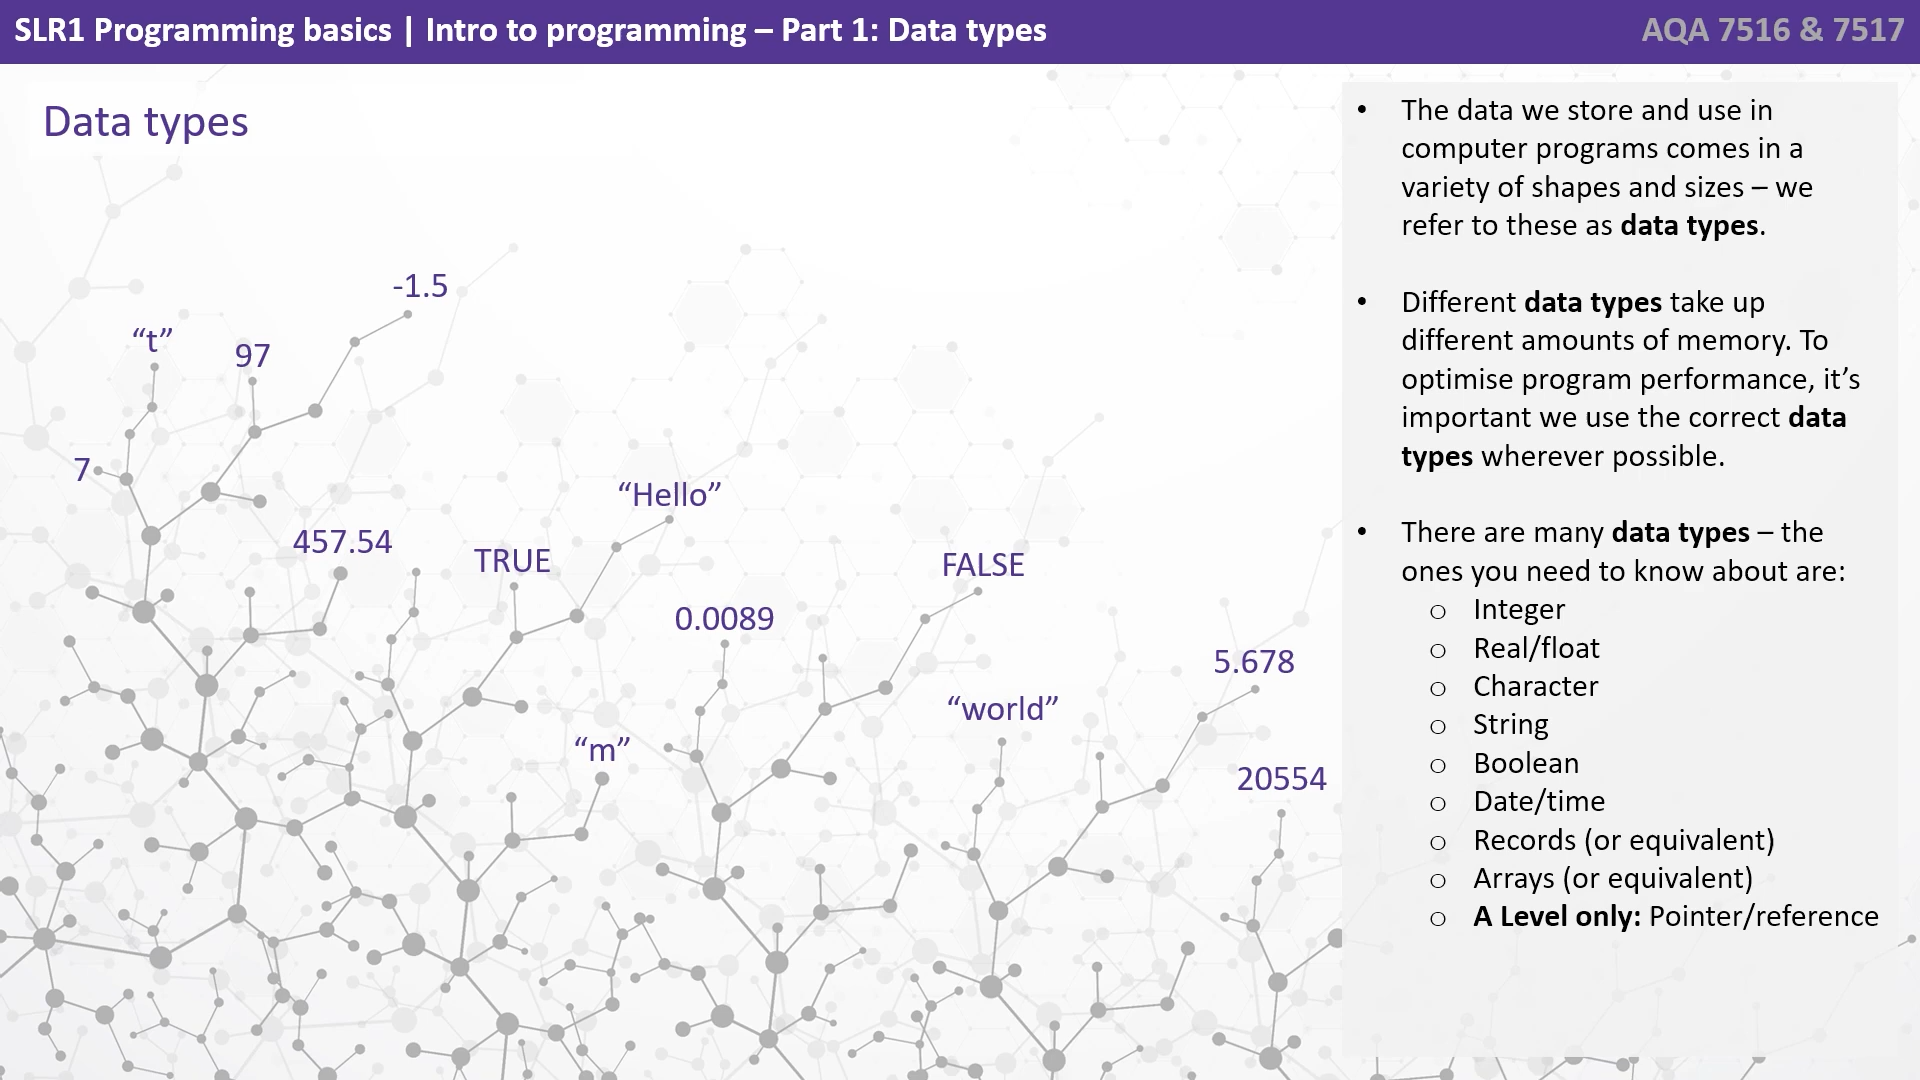 SLR1 Programming basics | Intro to programming – Part 1: Data types
AQA 7516 & 7517
Data types
-1.5
“t”
97
7
“Hello”
457.54
TRUE
FALSE
0.0089
5.678
“world”
“m”
20554
• The data we store and use in
computer programs comes in a
variety of shapes and sizes – we
refer to these as data types.
• Different data types take up
different amounts of memory. To
optimise program performance, it’s
important we use the correct data
types wherever possible.
• There are many data types – the
ones you need to know about are:
o Integer
o Real/float
o Character
o String
o Boolean
o Date/time
o Records (or equivalent)
o Arrays (or equivalent)
o A Level only: Pointer/reference